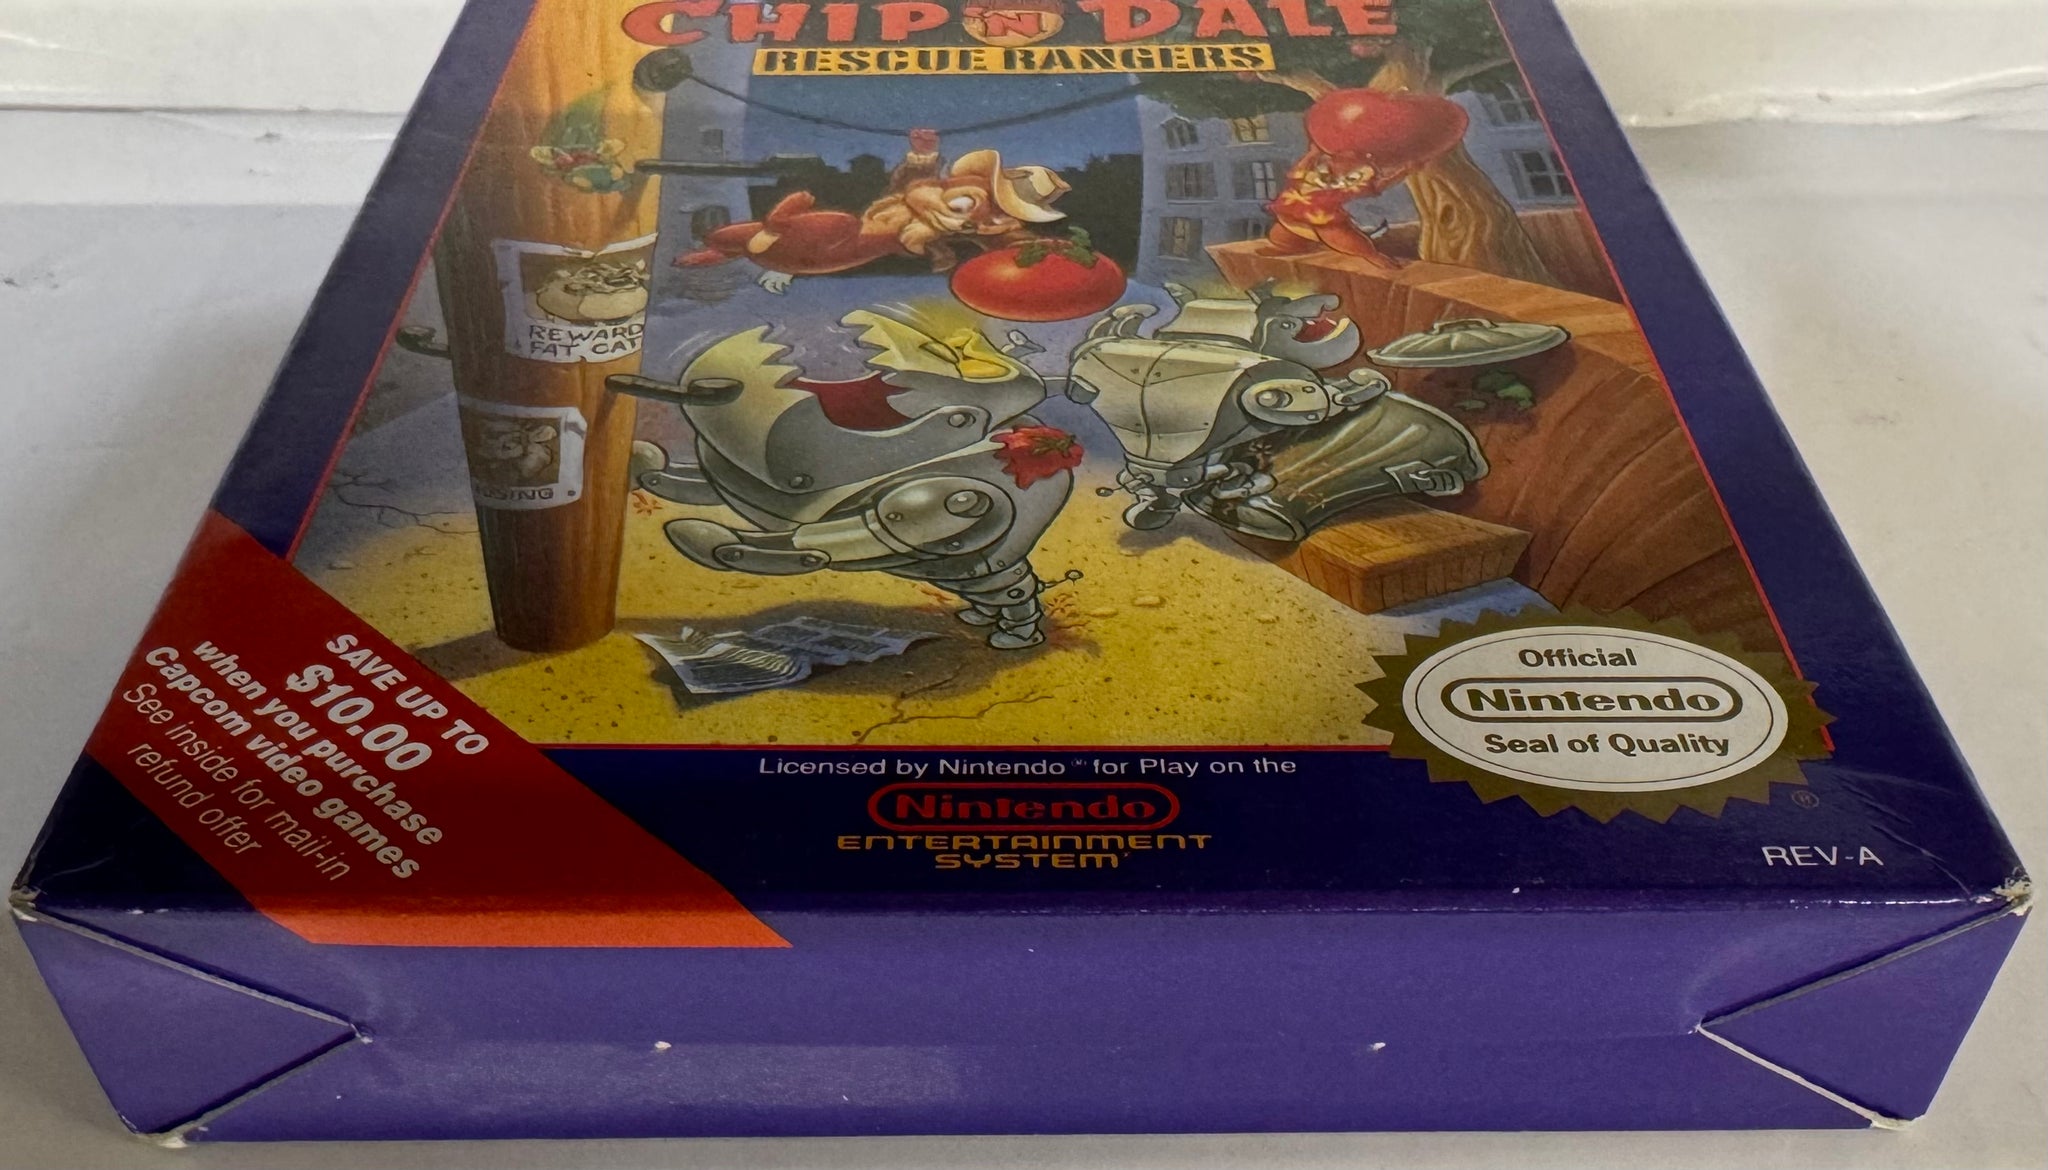 CHIP 'N DALE
RESCUE RANGERS
REWARD
FAT CAT
SAVE UP TO
$10.00
when you purchase
Capcom video games
See inside for mail-in
refund offer
Official
Nintendo
Seal of Quality
Licensed by Nintendo® for Play on the
Nintendo
ENTERTAINMENT
SYSTEM
®
REV-A